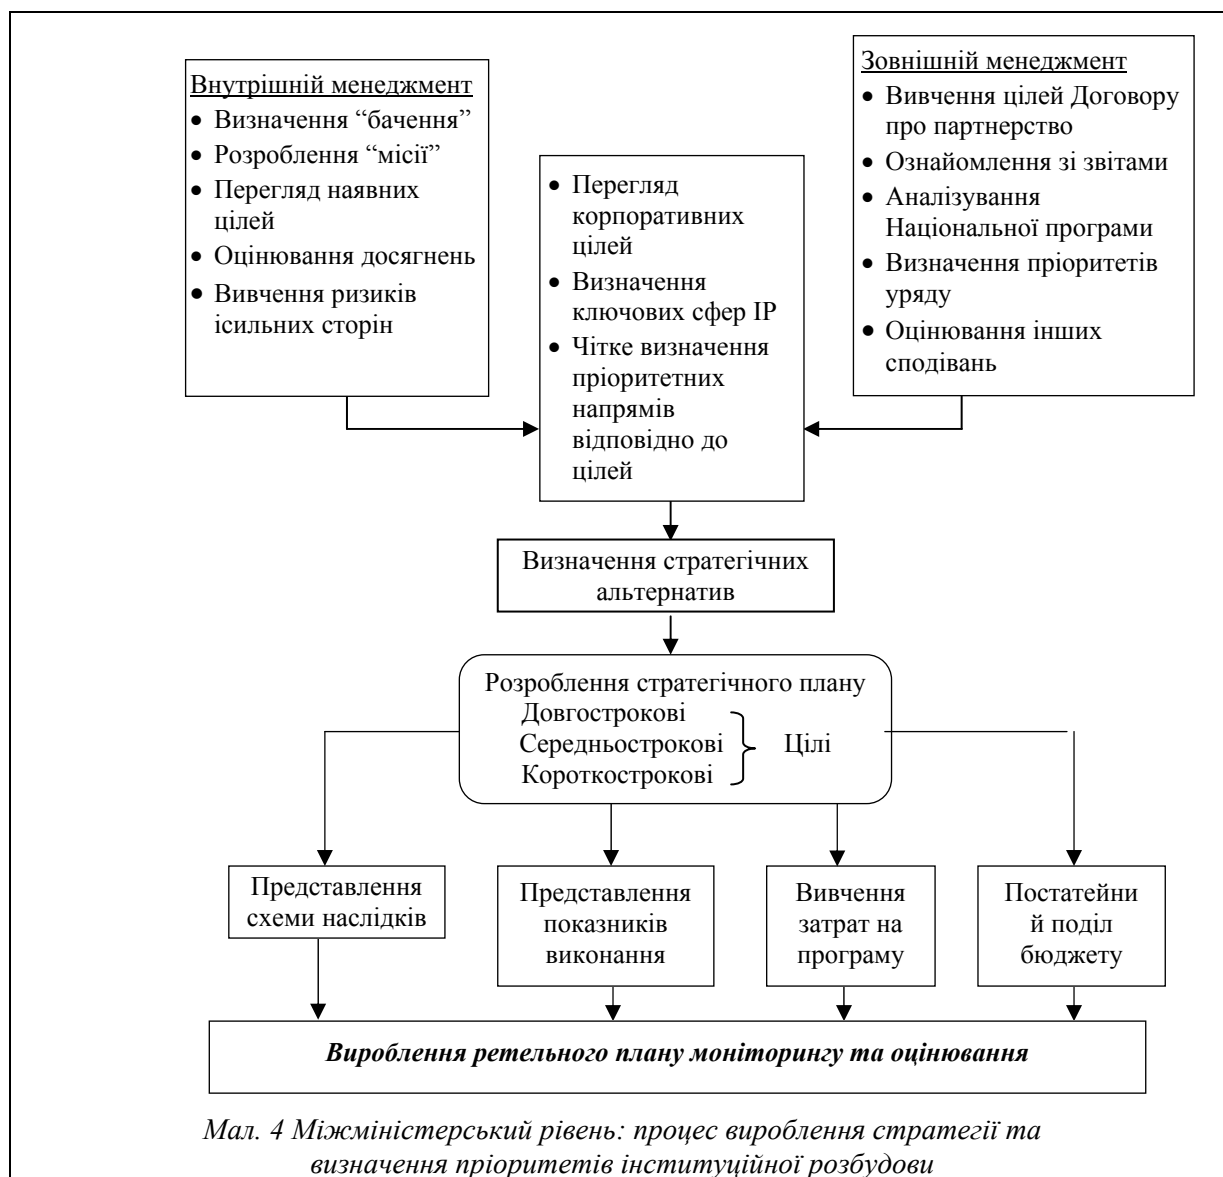 Внутрішній менеджмент
• Визначення “бачення”
• Розроблення “місії”
• Перегляд наявних
цілей
• Оцінювання досягнень
• Вивчення ризиків
ісильних сторін
• Перегляд
корпоративних
цілей
• Визначення
ключових сфер ІР
• Чітке визначення
пріоритетних
напрямів
відповідно до
цілей
Зовнішній менеджмент
• Вивчення цілей Договору
про партнерство
• Ознайомлення зі звітами
• Аналізування
Національної програми
• Визначення пріоритетів
уряду
• Оцінювання інших
сподівань
Визначення стратегічних
альтернатив
Розроблення стратегічного плану
Довгострокові
Середньострокові
Короткострокові
Цілі
Представлення
схеми наслідків
Представлення
показників
виконання
Вивчення
затрат на
програму
Постатейни
й поділ
бюджету
Вироблення ретельного плану моніторингу та оцінювання
Мал. 4 Міжміністерський рівень: процес вироблення стратегії та
визначення пріоритетів інституційної розбудови